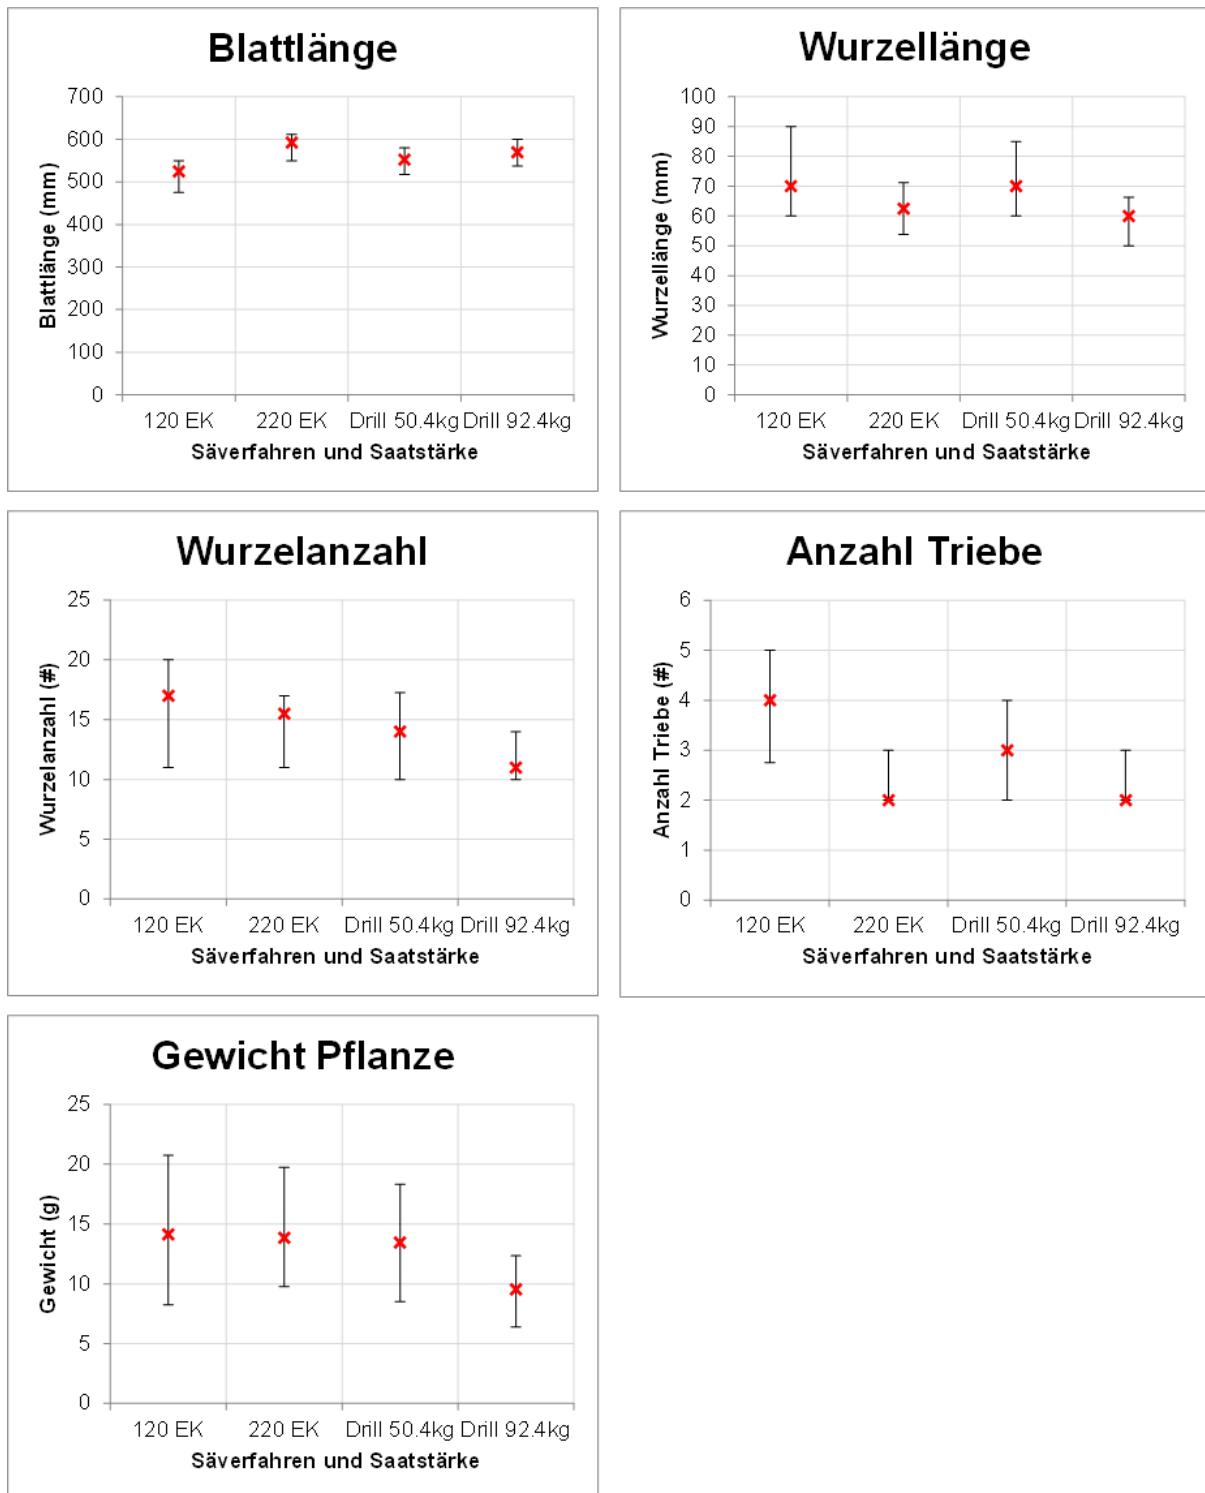 Blattlänge
700
600
500
400
300
200
100
0
Blattlänge (mm)
120 EK 220 EK Drill 50.4kg Drill 92.4kg
Säverfahren und Saatstärke
Wurzellänge
100
90
80
70
60
50
40
30
20
10
0
Wurzellänge (mm)
120 EK 220 EK Drill 50.4kg Drill 92.4kg
Säverfahren und Saatstärke
Wurzelanzahl
25
20
15
10
5
0
Wurzelanzahl (#)
120 EK 220 EK Drill 50.4kg Drill 92.4kg
Säverfahren und Saatstärke
Anzahl Triebe
6
5
4
3
2
1
0
Anzahl Triebe (#)
120 EK 220 EK Drill 50.4kg Drill 92.4kg
Säverfahren und Saatstärke
Gewicht Pflanze
25
20
15
10
5
0
Gewicht (g)
120 EK 220 EK Drill 50.4kg Drill 92.4kg
Säverfahren und Saatstärke